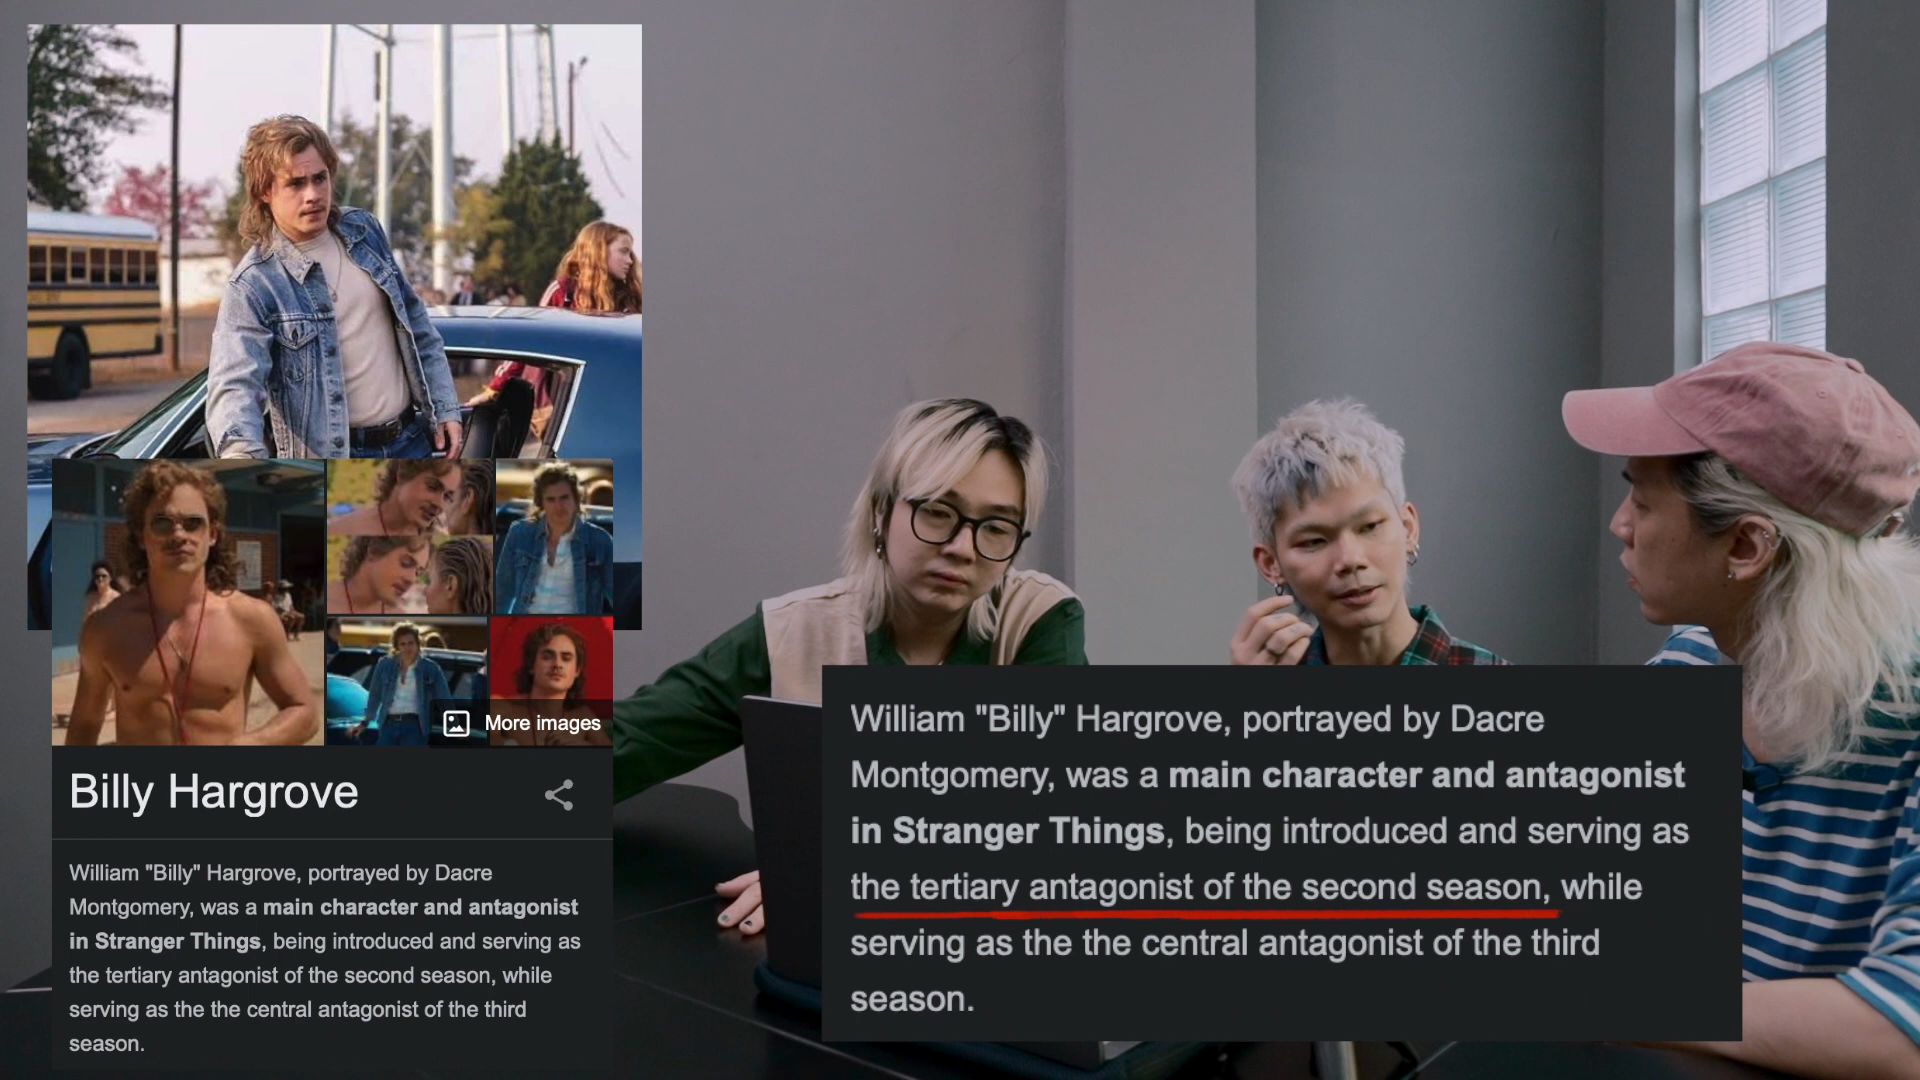 More images
Billy Hargrove
William "Billy" Hargrove, portrayed by Dacre
Montgomery, was a main character and antagonist
in Stranger Things, being introduced and serving as
the tertiary antagonist of the second season, while
serving as the the central antagonist of the third
season.
William "Billy" Hargrove, portrayed by Dacre
Montgomery, was a main character and antagonist
in Stranger Things, being introduced and serving as
the tertiary antagonist of the second season, while
serving as the the central antagonist of the third
season.